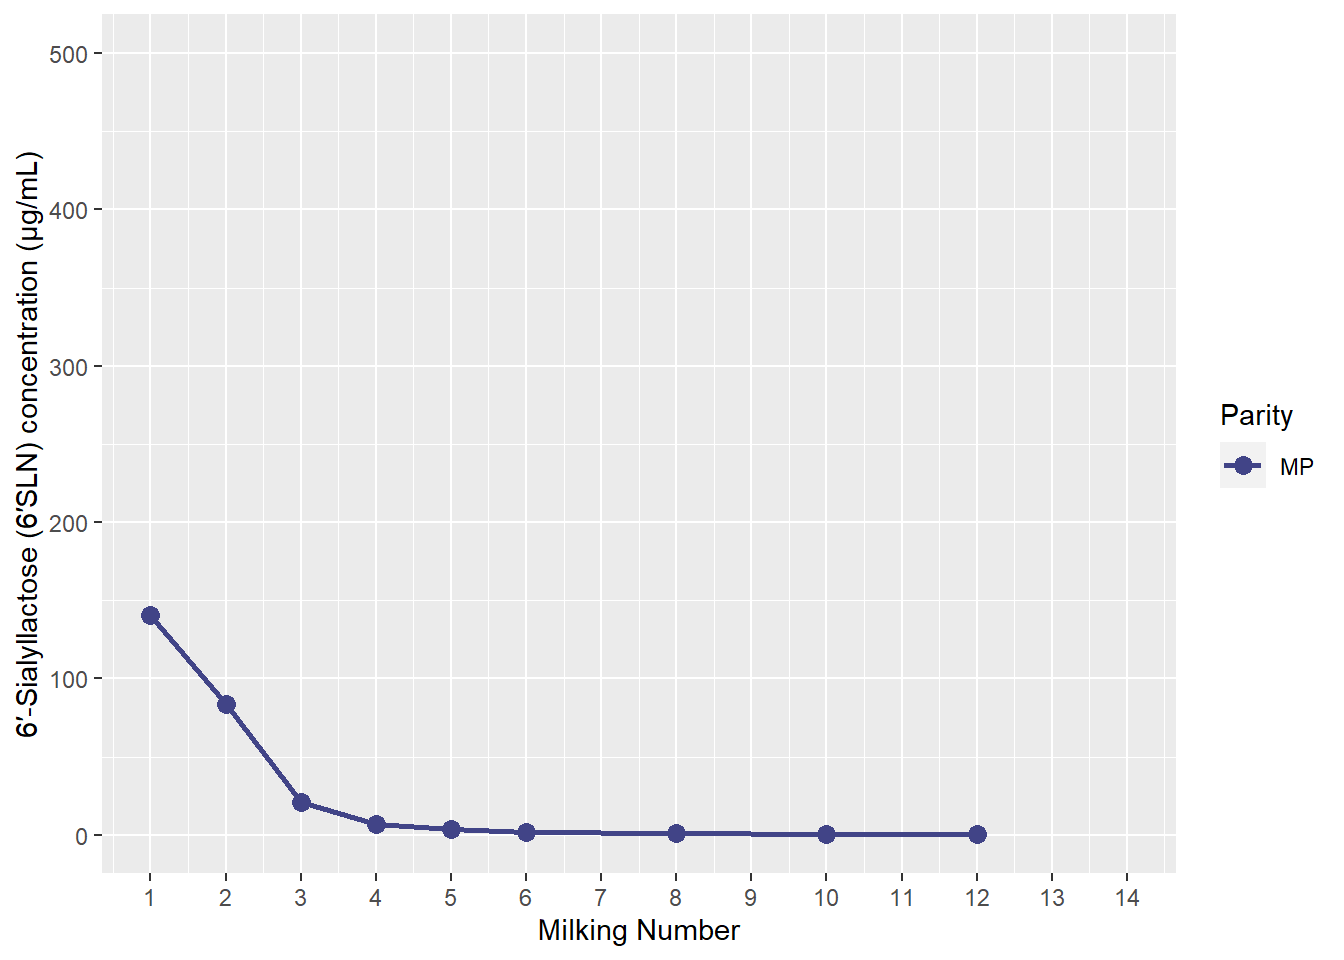 6′-Sialyllactose (6′SLN) concentration (µg/mL)
500
400
300
200
100
0
1 2 3 4 5 6 7 8 9 10 11 12 13 14
Milking Number
Parity
MP